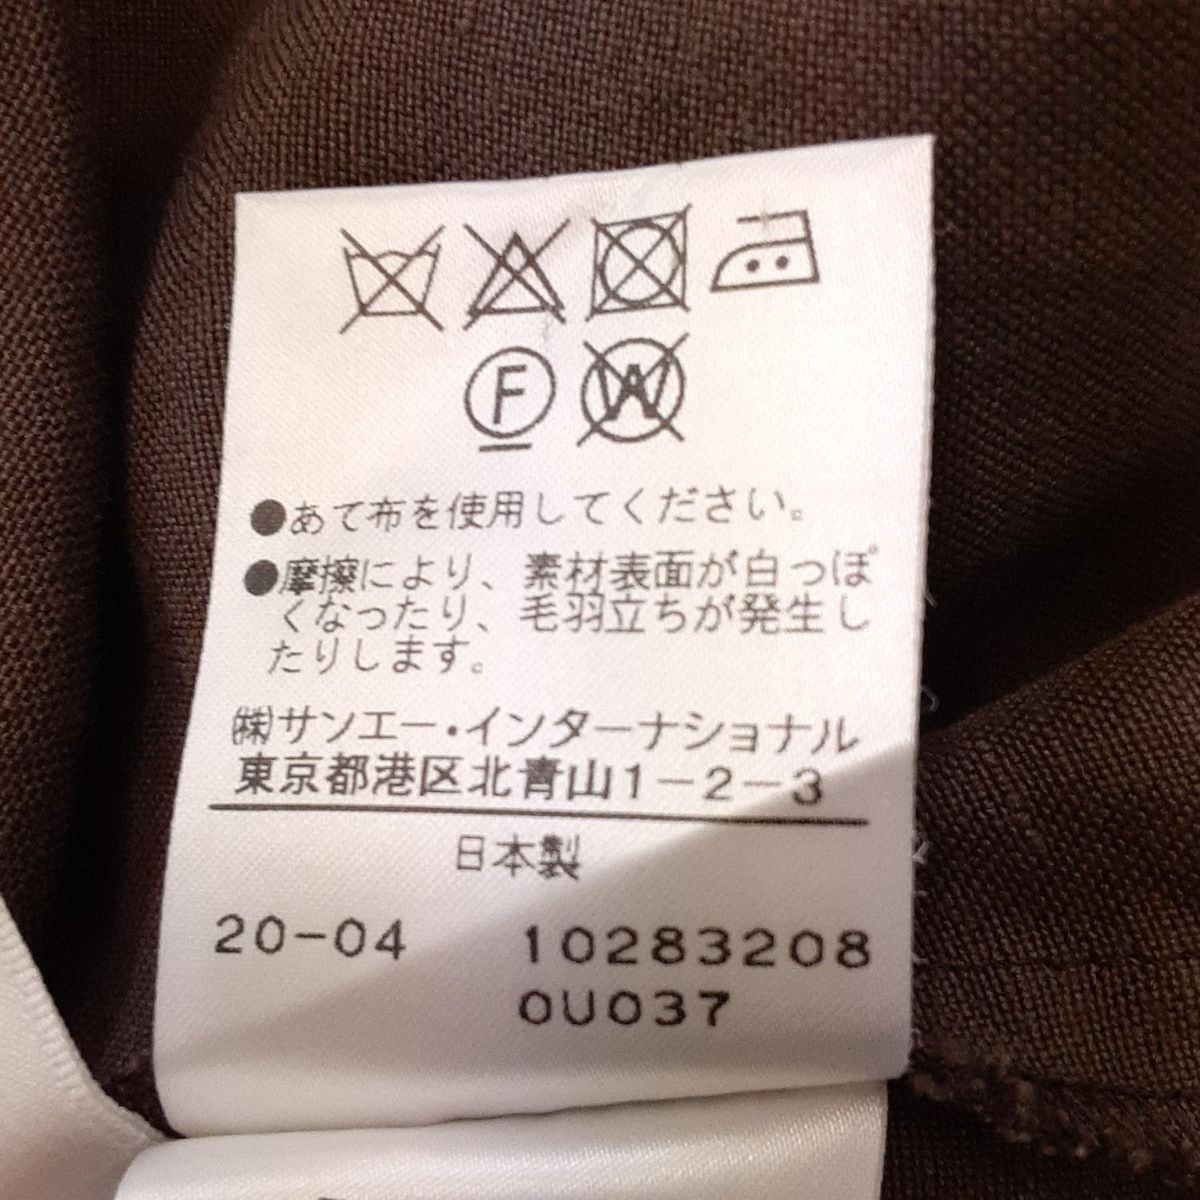 F W
●あて布を使用してください。
●摩擦により、素材表面が白っぽ
くなったり、毛羽立ちが発生し
たりします。
㈱サンエー・インターナショナル
東京都港区北青山1-2-3
日本製
20-04 10283208
0U037